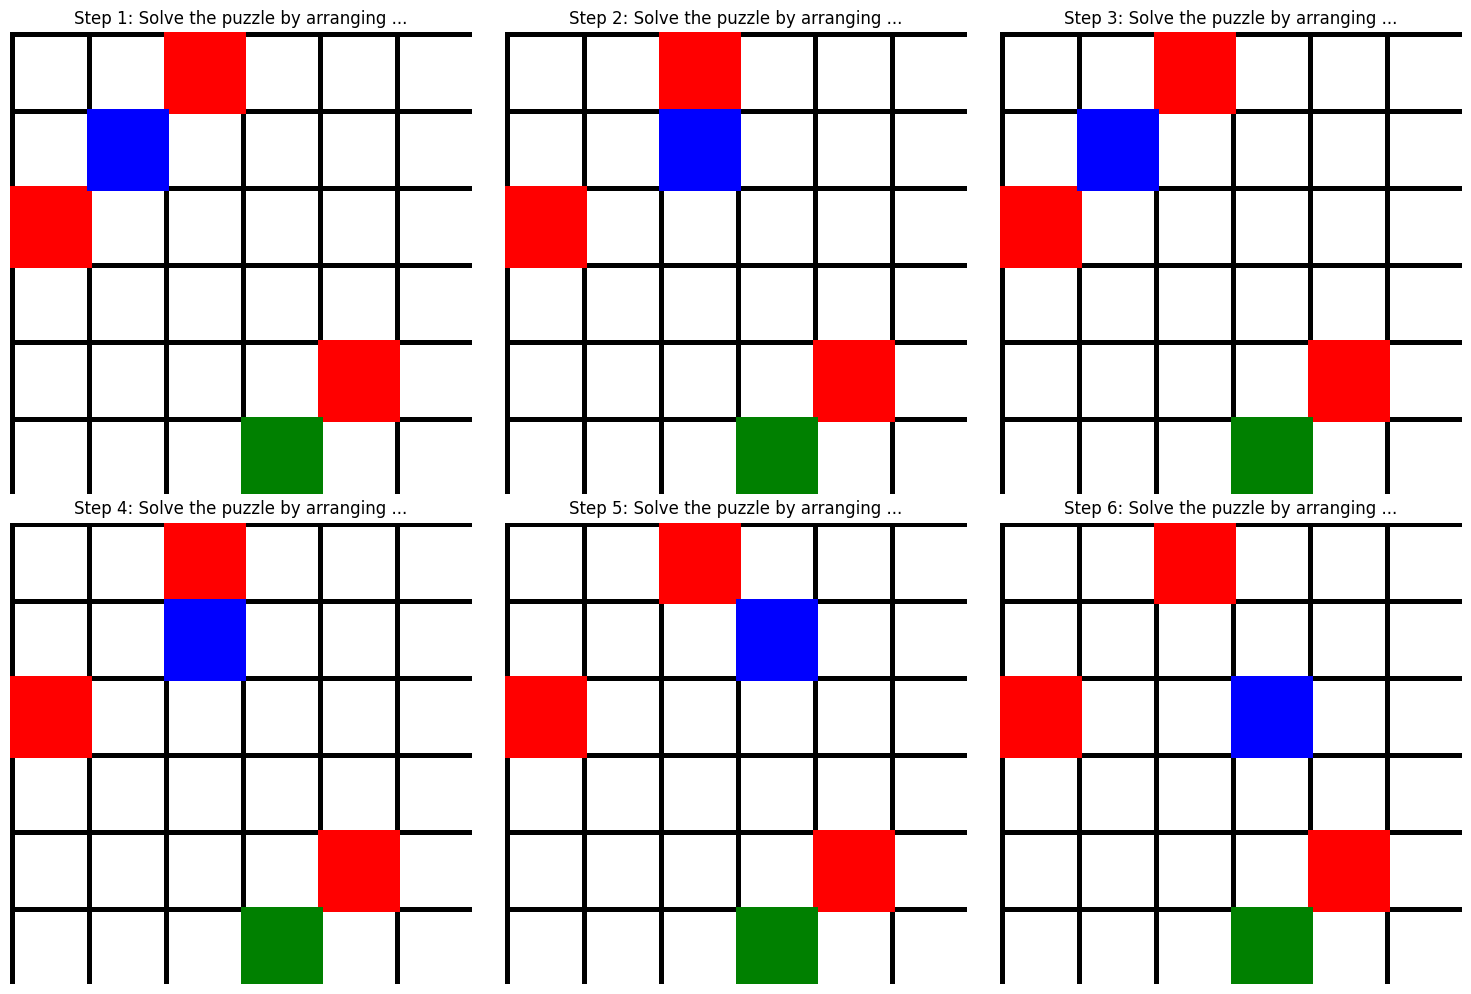 Step 1: Solve the puzzle by arranging ...
Step 2: Solve the puzzle by arranging ...
Step 3: Solve the puzzle by arranging ...
Step 4: Solve the puzzle by arranging ...
Step 5: Solve the puzzle by arranging ...
Step 6: Solve the puzzle by arranging ...